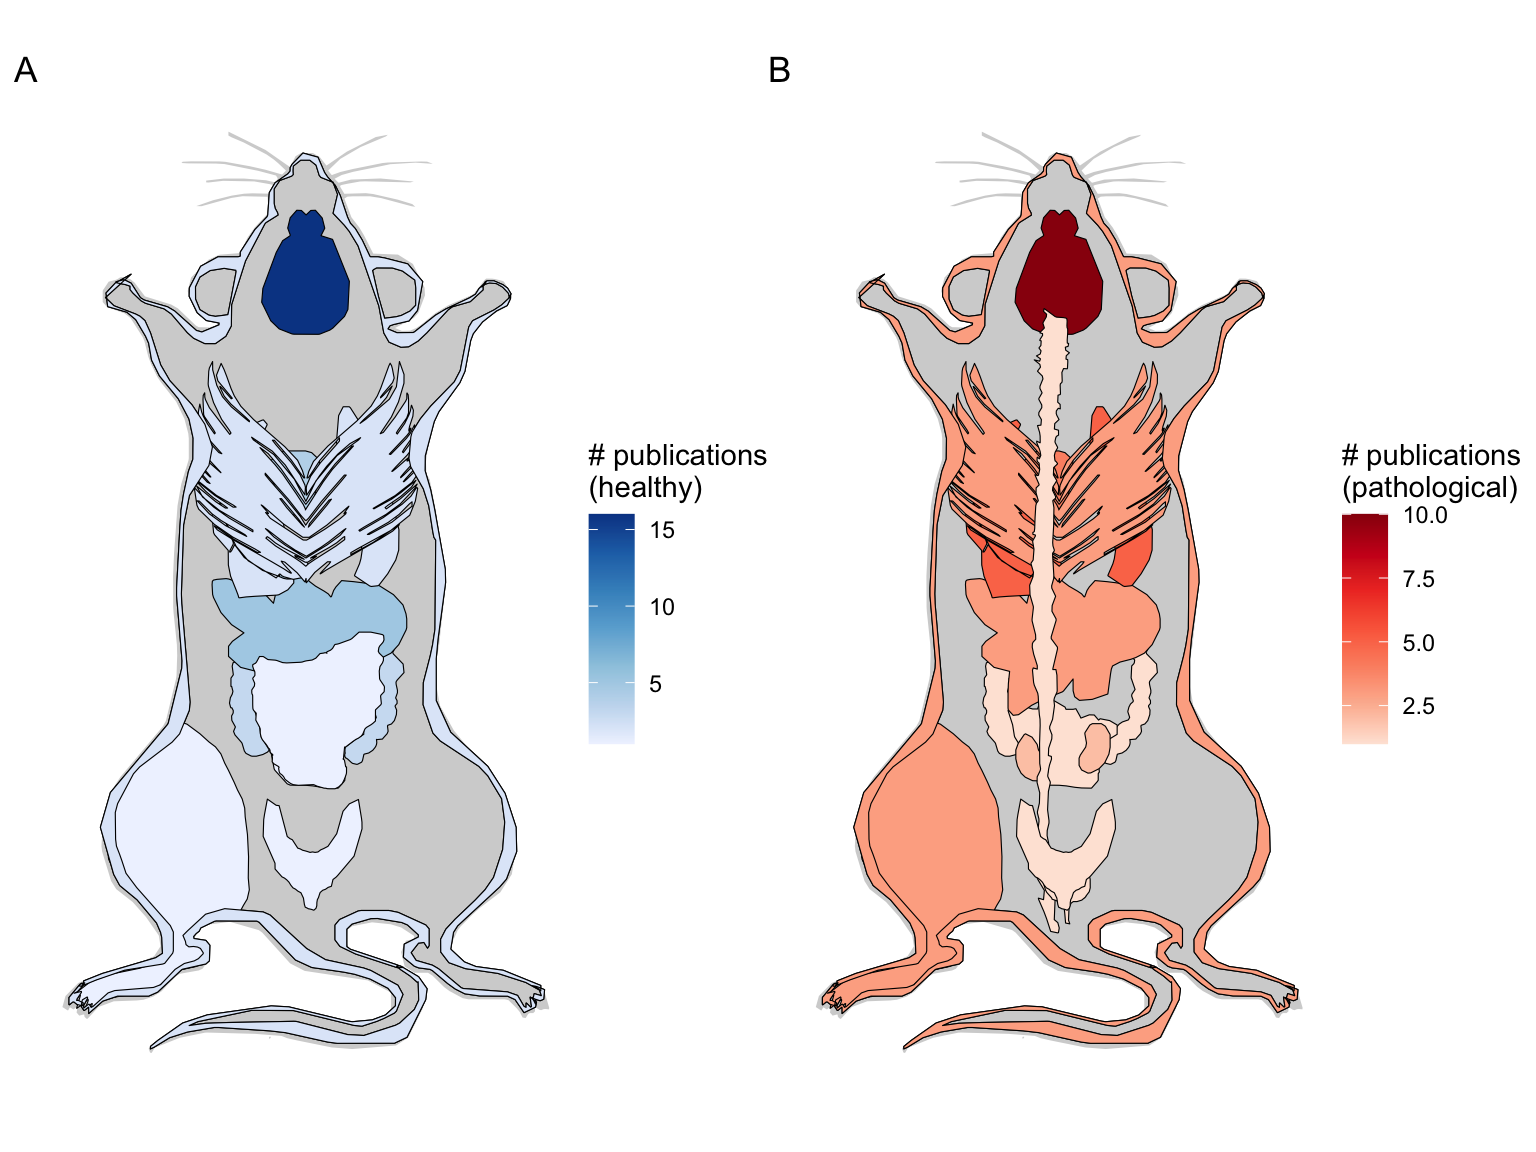 A
B
# publications
(healthy)
15
10
5
# publications
(pathological)
10.0
7.5
5.0
2.5